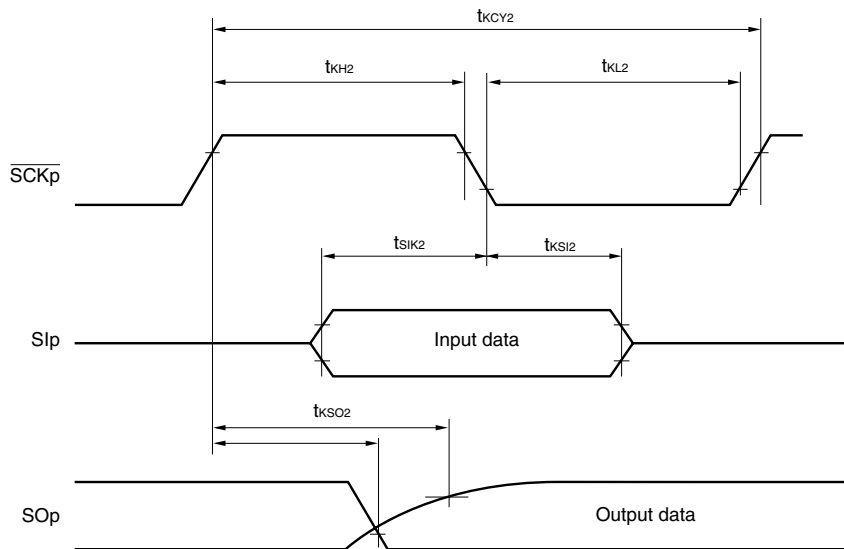 tKCY2
tKH2
tKL2
SCKp
tSIK2
tKSI2
SIp
Input data
tKSO2
SOp
Output data